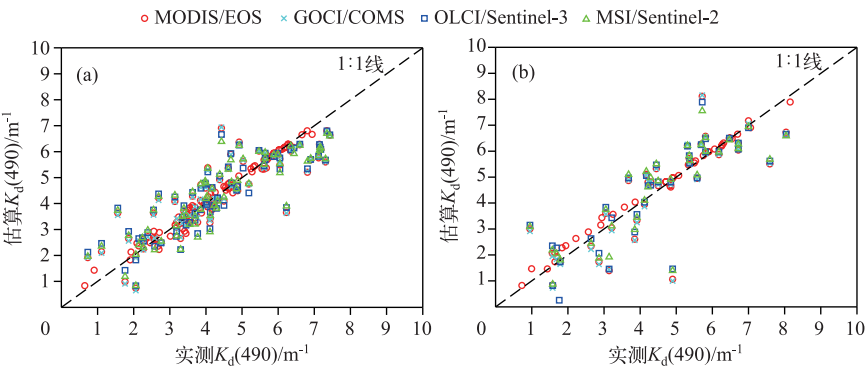 MODIS/EOS GOCI/COMS OLCI/Sentinel-3 MSI/Sentinel-2
(a)
1∶1线
估算Kd(490)/m-1
10
9
8
7
6
5
4
3
2
1
0 1 2 3 4 5 6 7 8 9 10
实测Kd(490)/m-1
(b)
1∶1线
估算Kd(490)/m-1
10
9
8
7
6
5
4
3
2
1
0 1 2 3 4 5 6 7 8 9 10
实测Kd(490)/m-1